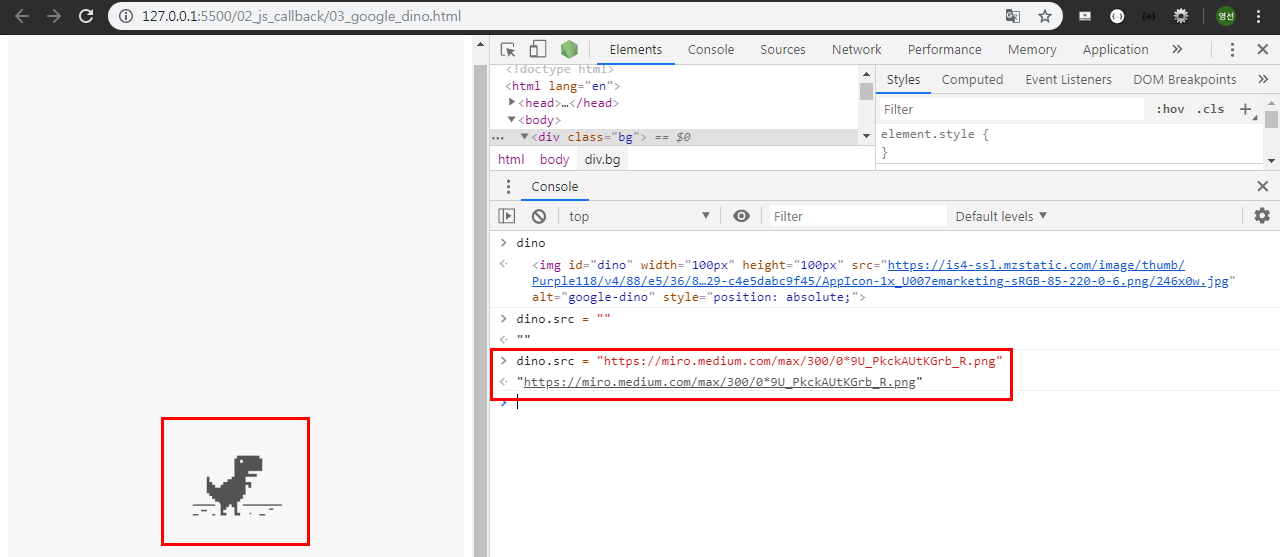 127.0.0.1:5500/02_js_callback/03_google_dino.html
영선
Elements Console Sources Network Performance Memory Application »
<!doctype html>
<html lang="en">
<head>…</head>
<body>
<div class="bg"> == $0
html body div.bg
Styles Computed Event Listeners DOM Breakpoints »
Filter :hov .cls +
element.style {
}
Console
top Filter Default levels
> dino
<img id="dino" width="100px" height="100px" src="https://is4-ssl.mzstatic.com/image/thumb/
Purple118/v4/88/e5/36/8…29-c4e5dabc9f45/AppIcon-1x_U007emarketing-sRGB-85-220-0-6.png/246x0w.jpg"
alt="google-dino" style="position: absolute;">
> dino.src = ""
""
> dino.src = "https://miro.medium.com/max/300/0*9U_PkckAUtKGrb_R.png"
"https://miro.medium.com/max/300/0*9U_PkckAUtKGrb_R.png"
>